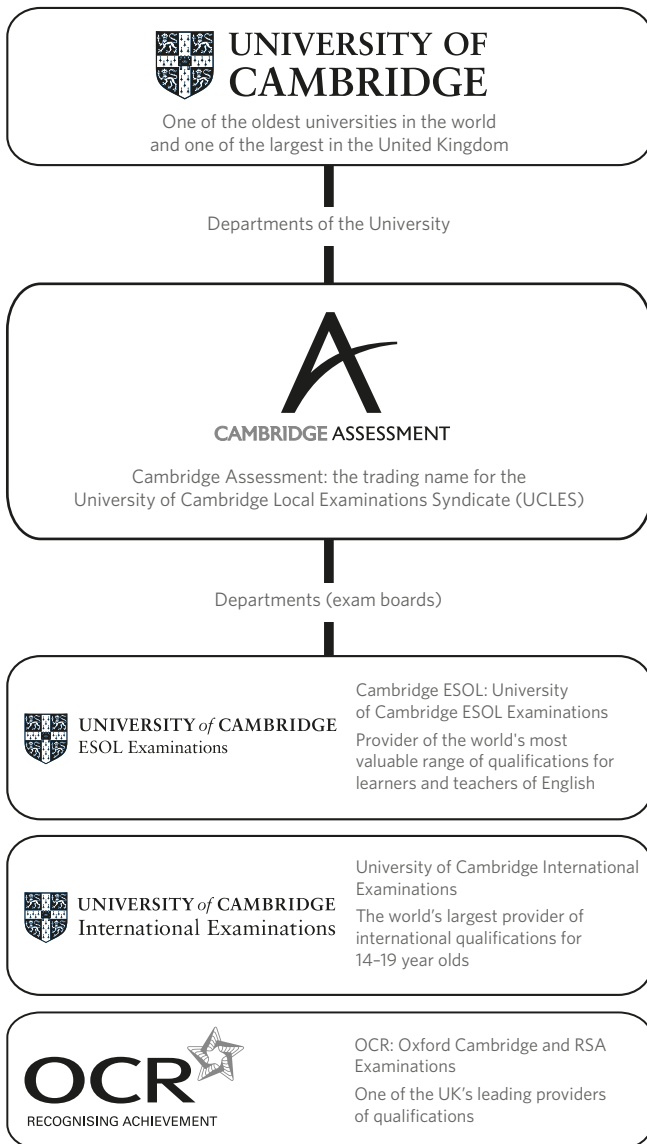 UNIVERSITY OF
CAMBRIDGE
One of the oldest universities in the world
and one of the largest in the United Kingdom
Departments of the University
CAMBRIDGE ASSESSMENT
Cambridge Assessment: the trading name for the
University of Cambridge Local Examinations Syndicate (UCLES)
Departments (exam boards)
UNIVERSITY of CAMBRIDGE
ESOL Examinations
Cambridge ESOL: University
of Cambridge ESOL Examinations
Provider of the world's most
valuable range of qualifications for
learners and teachers of English
UNIVERSITY of CAMBRIDGE
International Examinations
University of Cambridge International
Examinations
The world’s largest provider of
international qualifications for
14–19 year olds
OCR
RECOGNISING ACHIEVEMENT
OCR: Oxford Cambridge and RSA
Examinations
One of the UK’s leading providers
of qualifications